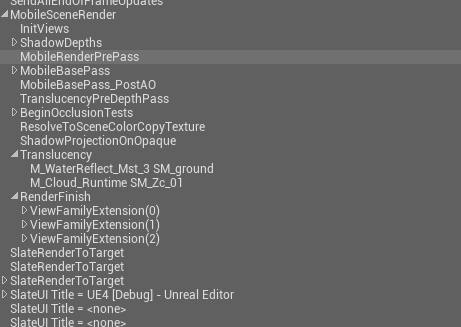 SendAllEndOfFrameUpdates
MobileSceneRender
InitViews
ShadowDepths
MobileRenderPrePass
MobileBasePass
MobileBasePass_PostAO
TranslucencyPreDepthPass
BeginOcclusionTests
ResolveToSceneColorCopyTexture
ShadowProjectionOnOpaque
Translucency
M_WaterReflect_Mst_3 SM_ground
M_Cloud_Runtime SM_Zc_01
RenderFinish
ViewFamilyExtension(0)
ViewFamilyExtension(1)
ViewFamilyExtension(2)
SlateRenderToTarget
SlateRenderToTarget
SlateRenderToTarget
SlateUI Title = UE4 [Debug] - Unreal Editor
SlateUI Title = <none>
SlateUI Title = <none>